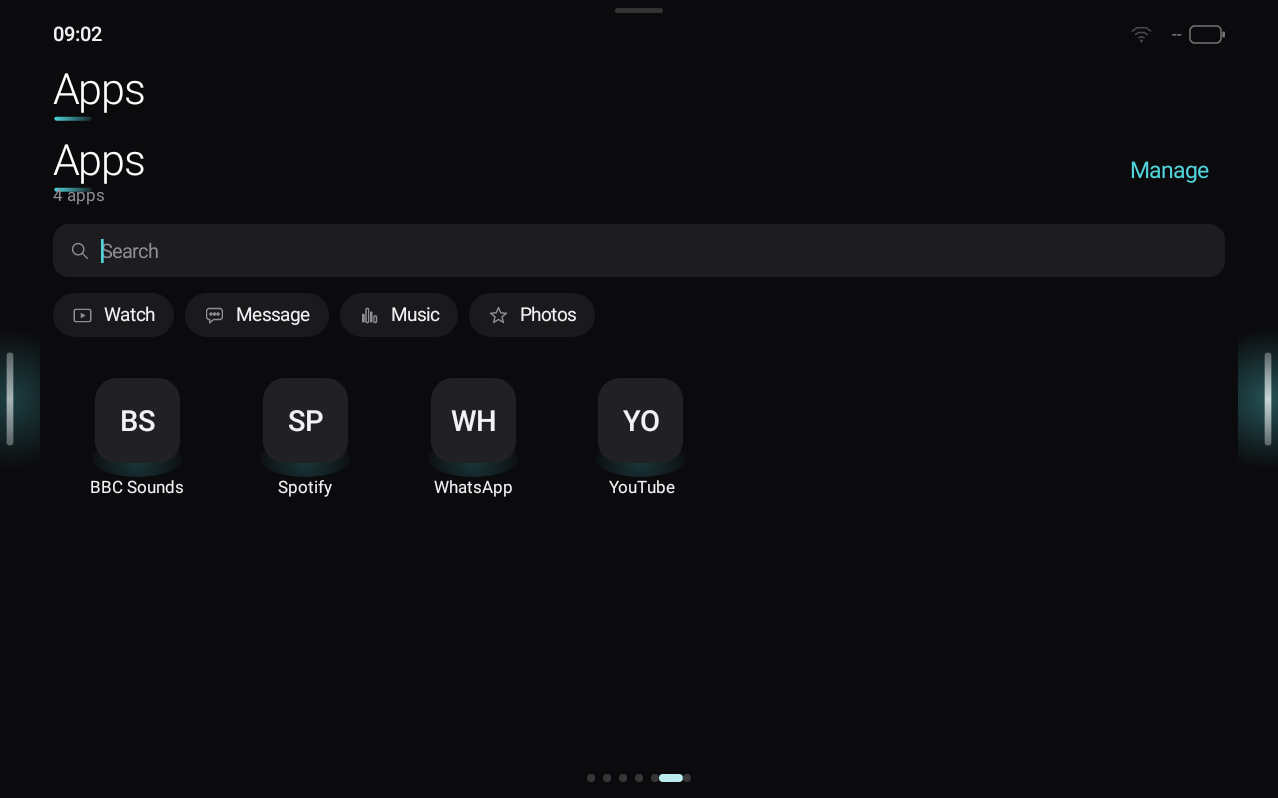 09:02
--
Apps
Apps
Manage
4 apps
Search
Watch
Message
Music
Photos
BS
SP
WH
YO
BBC Sounds
Spotify
WhatsApp
YouTube